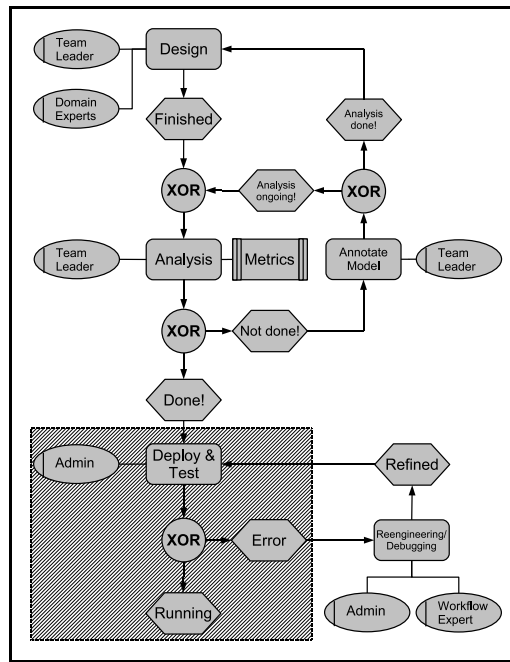 Team
Leader
Design
Domain
Experts
Finished
Analysis
done!
XOR
Analysis
ongoing!
XOR
Team
Leader
Analysis
Metrics
Annotate
Model
Team
Leader
XOR
Not done!
Done!
Admin
Deploy &
Test
Refined
XOR
Error
Reengineering/
Debugging
Running
Admin
Workflow
Expert